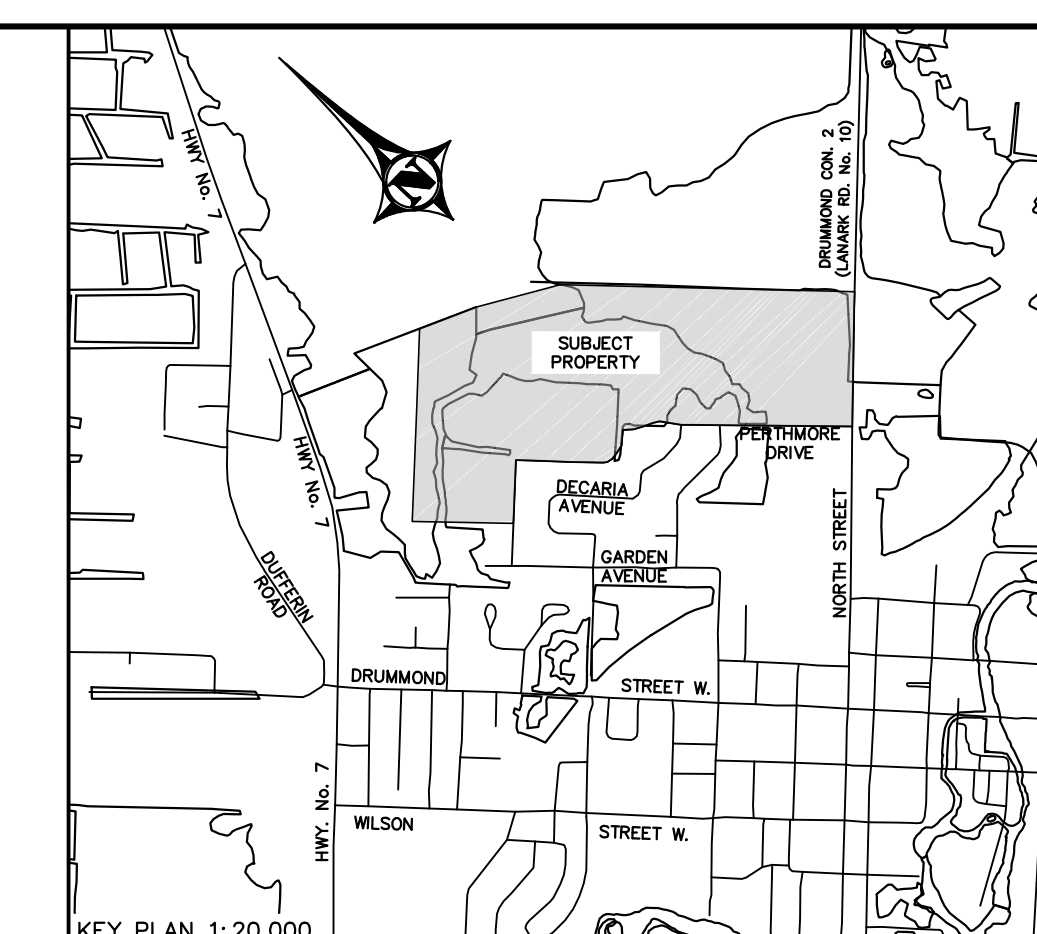 HWY No. 7
DRUMMOND CON. 2
(LANARK RD. No. 10)
N
SUBJECT
PROPERTY
PERTHMORE
DRIVE
HWY No. 7
DECARIA
AVENUE
NORTH STREET
GARDEN
AVENUE
DUFFERIN
ROAD
DRUMMOND
STREET W.
HWY. No. 7
WILSON
STREET W.
KEY PLAN 1:20 000